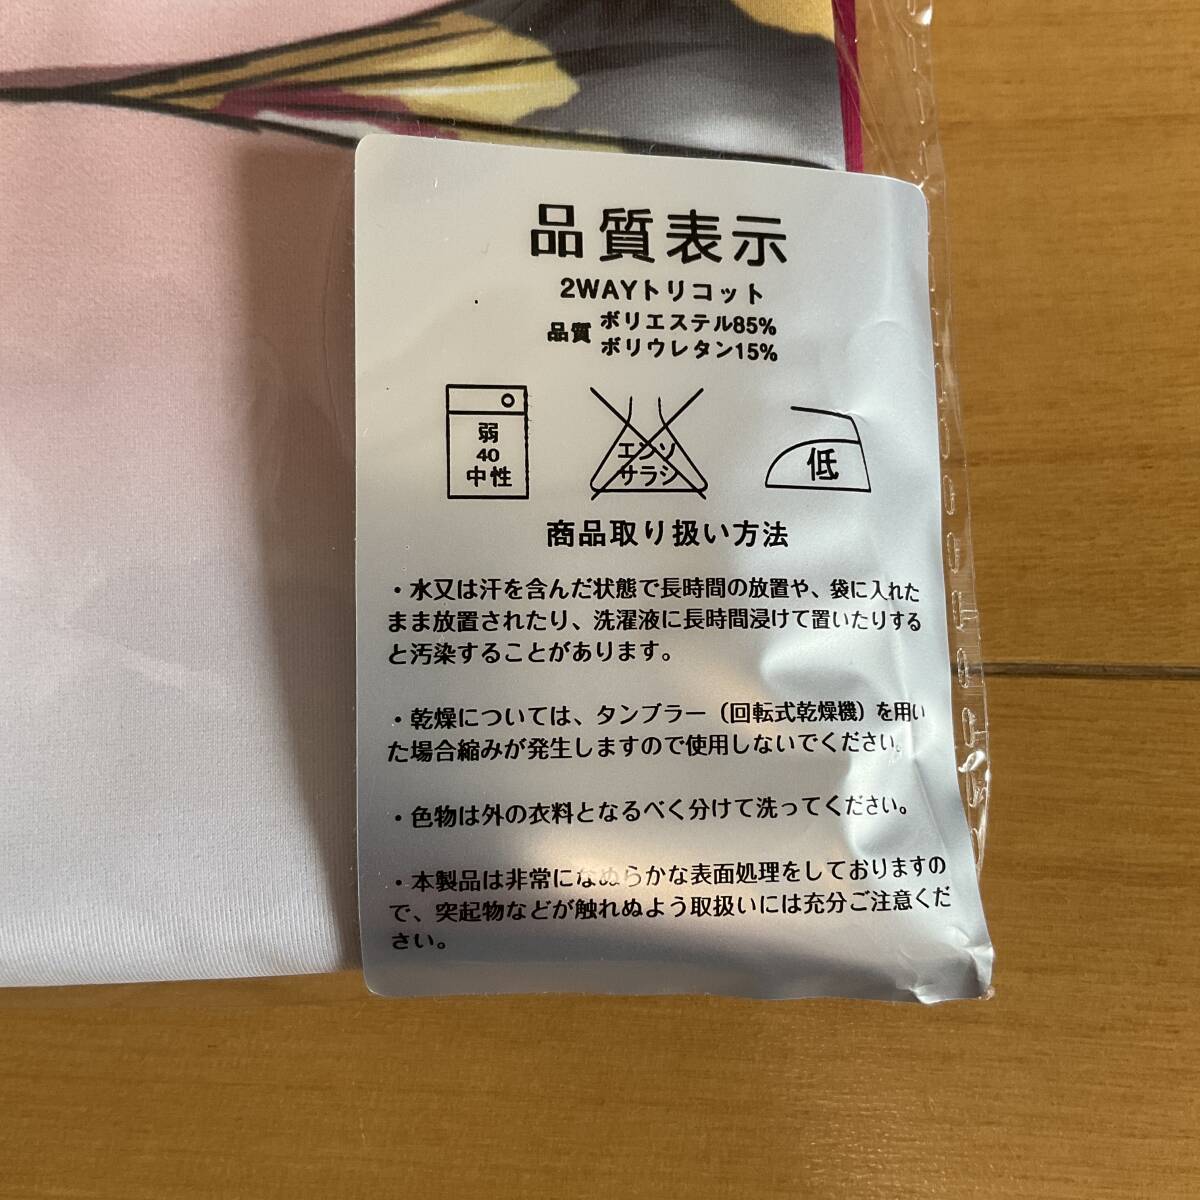 品質表示
2WAYトリコット
品質 ポリエステル85%
ポリウレタン15%
弱
40
中性
エンソ
サラシ
低
商品取り扱い方法
・水又は汗を含んだ状態で長時間の放置や、袋に入れた
まま放置されたり、洗濯液に長時間浸けて置いたりする
と汚染することがあります。
・乾燥については、タンブラー（回転式乾燥機）を用い
た場合縮みが発生しますので使用しないでください。
・色物は外の衣料となるべく分けて洗ってください。
・本製品は非常になめらかな表面処理をしておりますの
で、突起物などが触れぬよう取扱いには充分ご注意くだ
さい。